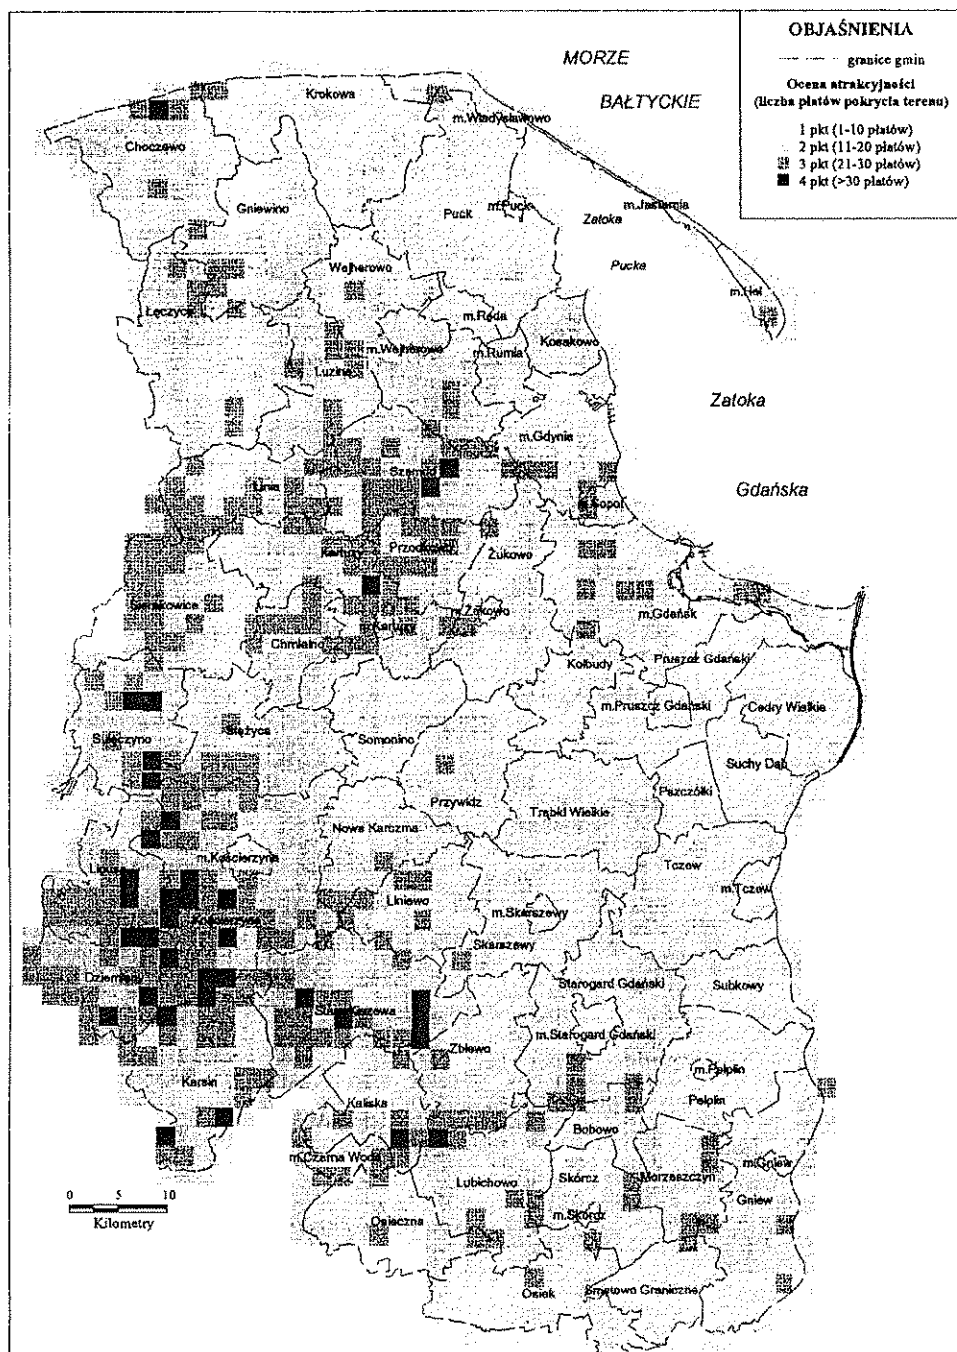 OBJAŚNIENIA
granice gmin
Ocena atrakcyjności
(liczba płatów pokrycia terenu)
1 pkt (1-10 płatów)
2 pkt (11-20 płatów)
3 pkt (21-30 płatów)
4 pkt (>30 płatów)
MORZE
BAŁTYCKIE
Krokowa
m.Władysławowo
Choczewo
Gniewino
Puck
m.Puck
Zatoka
Pucka
m.Jastarnia
m.Hel
Wejherowo
Łęczyce
m.Reda
m.Wejherowo
m.Rumia
Kosakowo
Luzino
Zatoka
Gdańska
m.Gdynia
Szemud
Linia
m.Sopot
Kartuzy
Przodkowo
Żukowo
Sierakowice
m.Żukowo
m.Gdańsk
m.Kartuzy
Chmielno
Kolbudy
Pruszcz Gdański
m.Pruszcz Gdański
Cedry Wielkie
Sulęczyno
Stężyca
Somonino
Suchy Dąb
Przywidz
Trąbki Wielkie
Pszczółki
Nowa Karczma
m.Kościerzyna
Tczew
Lipusz
m.Tczew
Liniewo
m.Skarszewy
Kościerzyna
Skarszewy
Dziemiany
Starogard Gdański
Subkowy
Stara Kiszewa
m.Starogard Gdański
Zblewo
m.Pelplin
Karsin
Kaliska
Pelplin
Bobowo
m.Czarna Woda
m.Gniew
Lubichowo
Skórcz
Morzeszczyn
Gniew
m.Skórcz
Osieczna
Osiek
Smętowo Graniczne
0 5 10
Kilometry